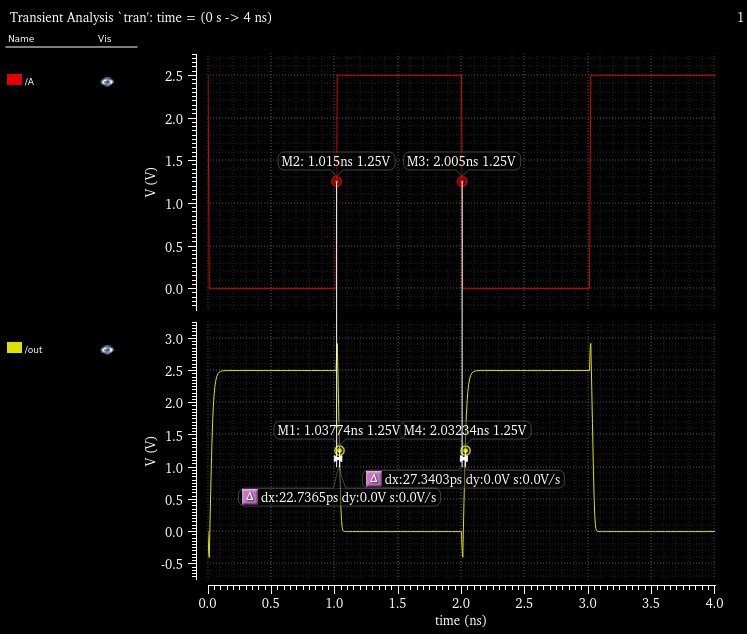 Transient Analysis `tran': time = (0 s -> 4 ns)
1
Name Vis
/A
2.5
2.0
1.5
1.0
0.5
0.0
V (V)
M2: 1.015ns 1.25V
M3: 2.005ns 1.25V
/out
3.0
2.5
2.0
1.5
1.0
0.5
0.0
-0.5
V (V)
M1: 1.03774ns 1.25V
M4: 2.03234ns 1.25V
Δ dx:27.3403ps dy:0.0V s:0.0V/s
Δ dx:22.7365ps dy:0.0V s:0.0V/s
0.0 0.5 1.0 1.5 2.0 2.5 3.0 3.5 4.0
time (ns)